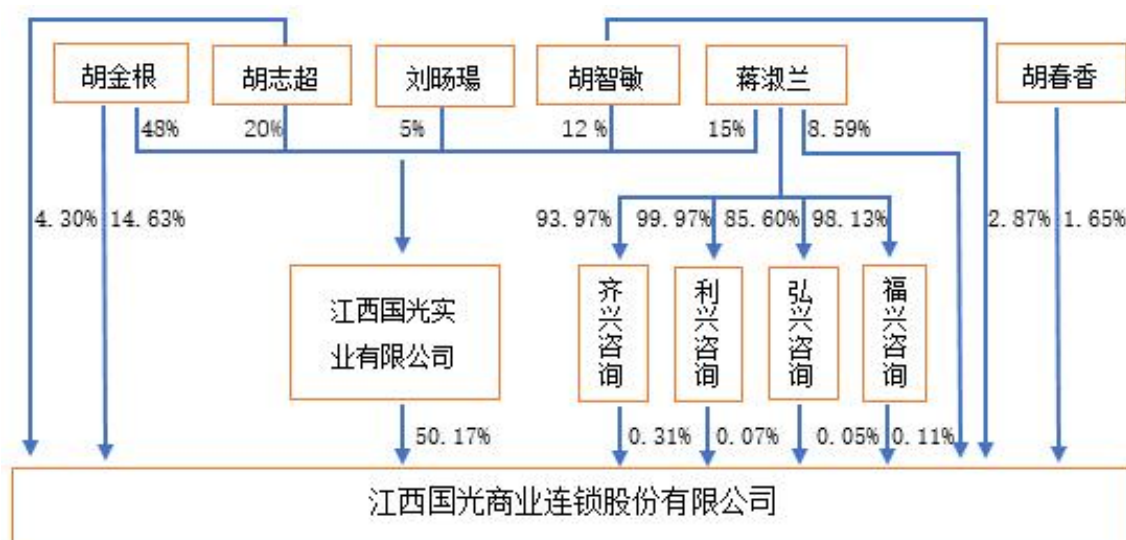 胡金根
胡志超
刘旸瑒
胡智敏
蒋淑兰
胡春香
48%
20%
5%
12 %
15%
8.59%
4.30%
14.63%
93.97%
99.97%
85.60%
98.13%
2.87%
1.65%
江西国光实
业有限公司
齐兴咨询
利兴咨询
弘兴咨询
福兴咨询
50.17%
0.31%
0.07%
0.05%
0.11%
江西国光商业连锁股份有限公司